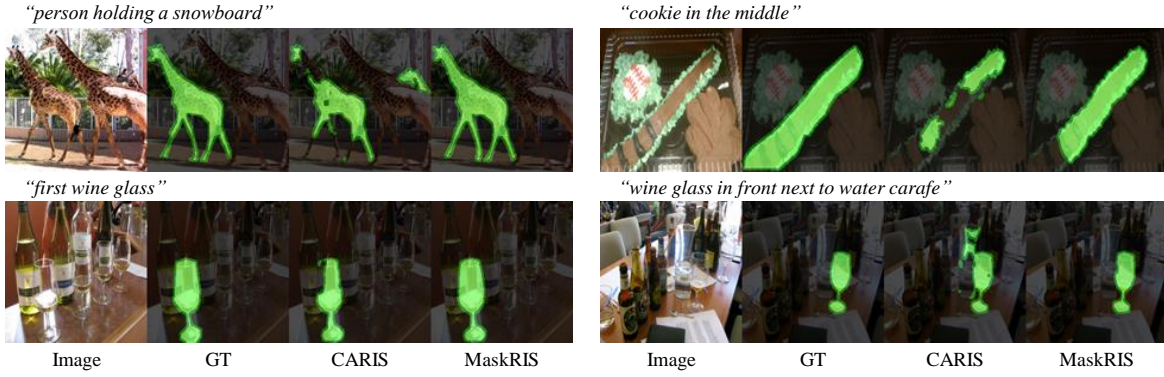 “person holding a snowboard”
“cookie in the middle”
“first wine glass”
“wine glass in front next to water carafe”
Image GT CARIS MaskRIS Image GT CARIS MaskRIS